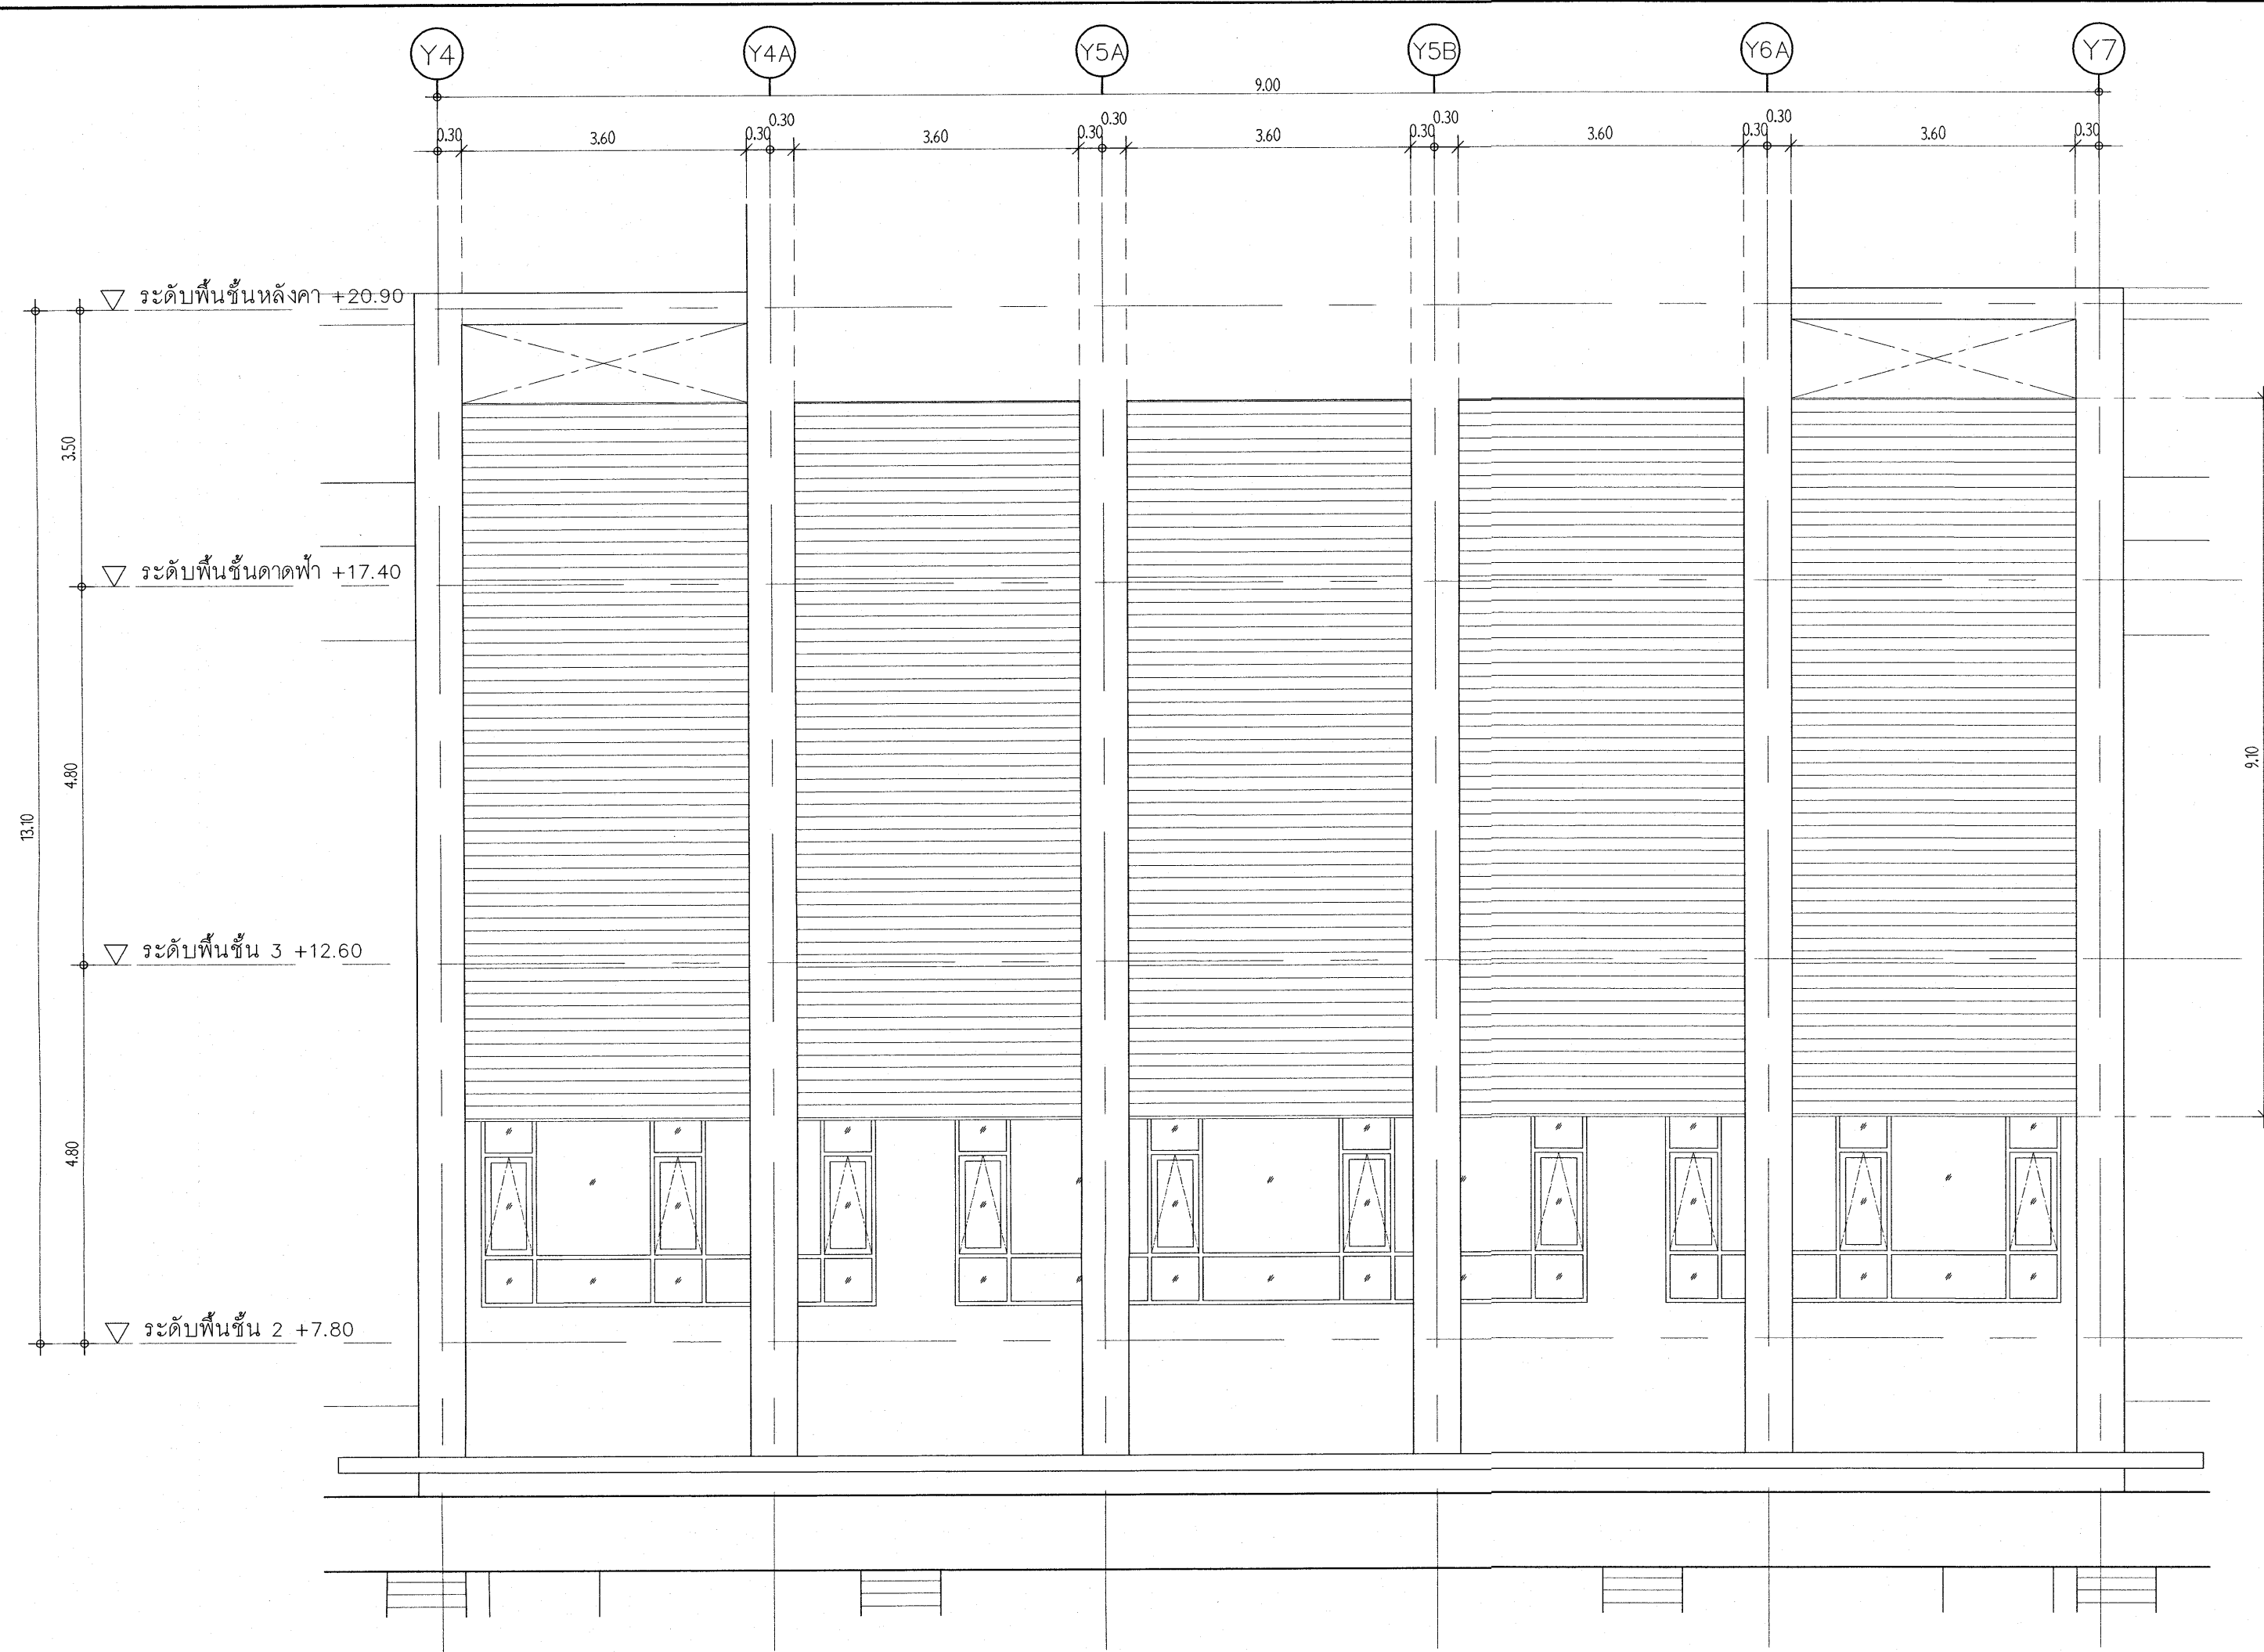 Y4 Y4A Y5A Y5B Y6A Y7
9.00
0.30 3.60 0.30 0.30 3.60 0.30 0.30 3.60 0.30 0.30 3.60 0.30 0.30 3.60 0.30
ระดับพื้นชั้นหลังคา +20.90
3.50
ระดับพื้นชั้นดาดฟ้า +17.40
4.80
9.10
13.10
ระดับพื้นชั้น 3 +12.60
4.80
ระดับพื้นชั้น 2 +7.80